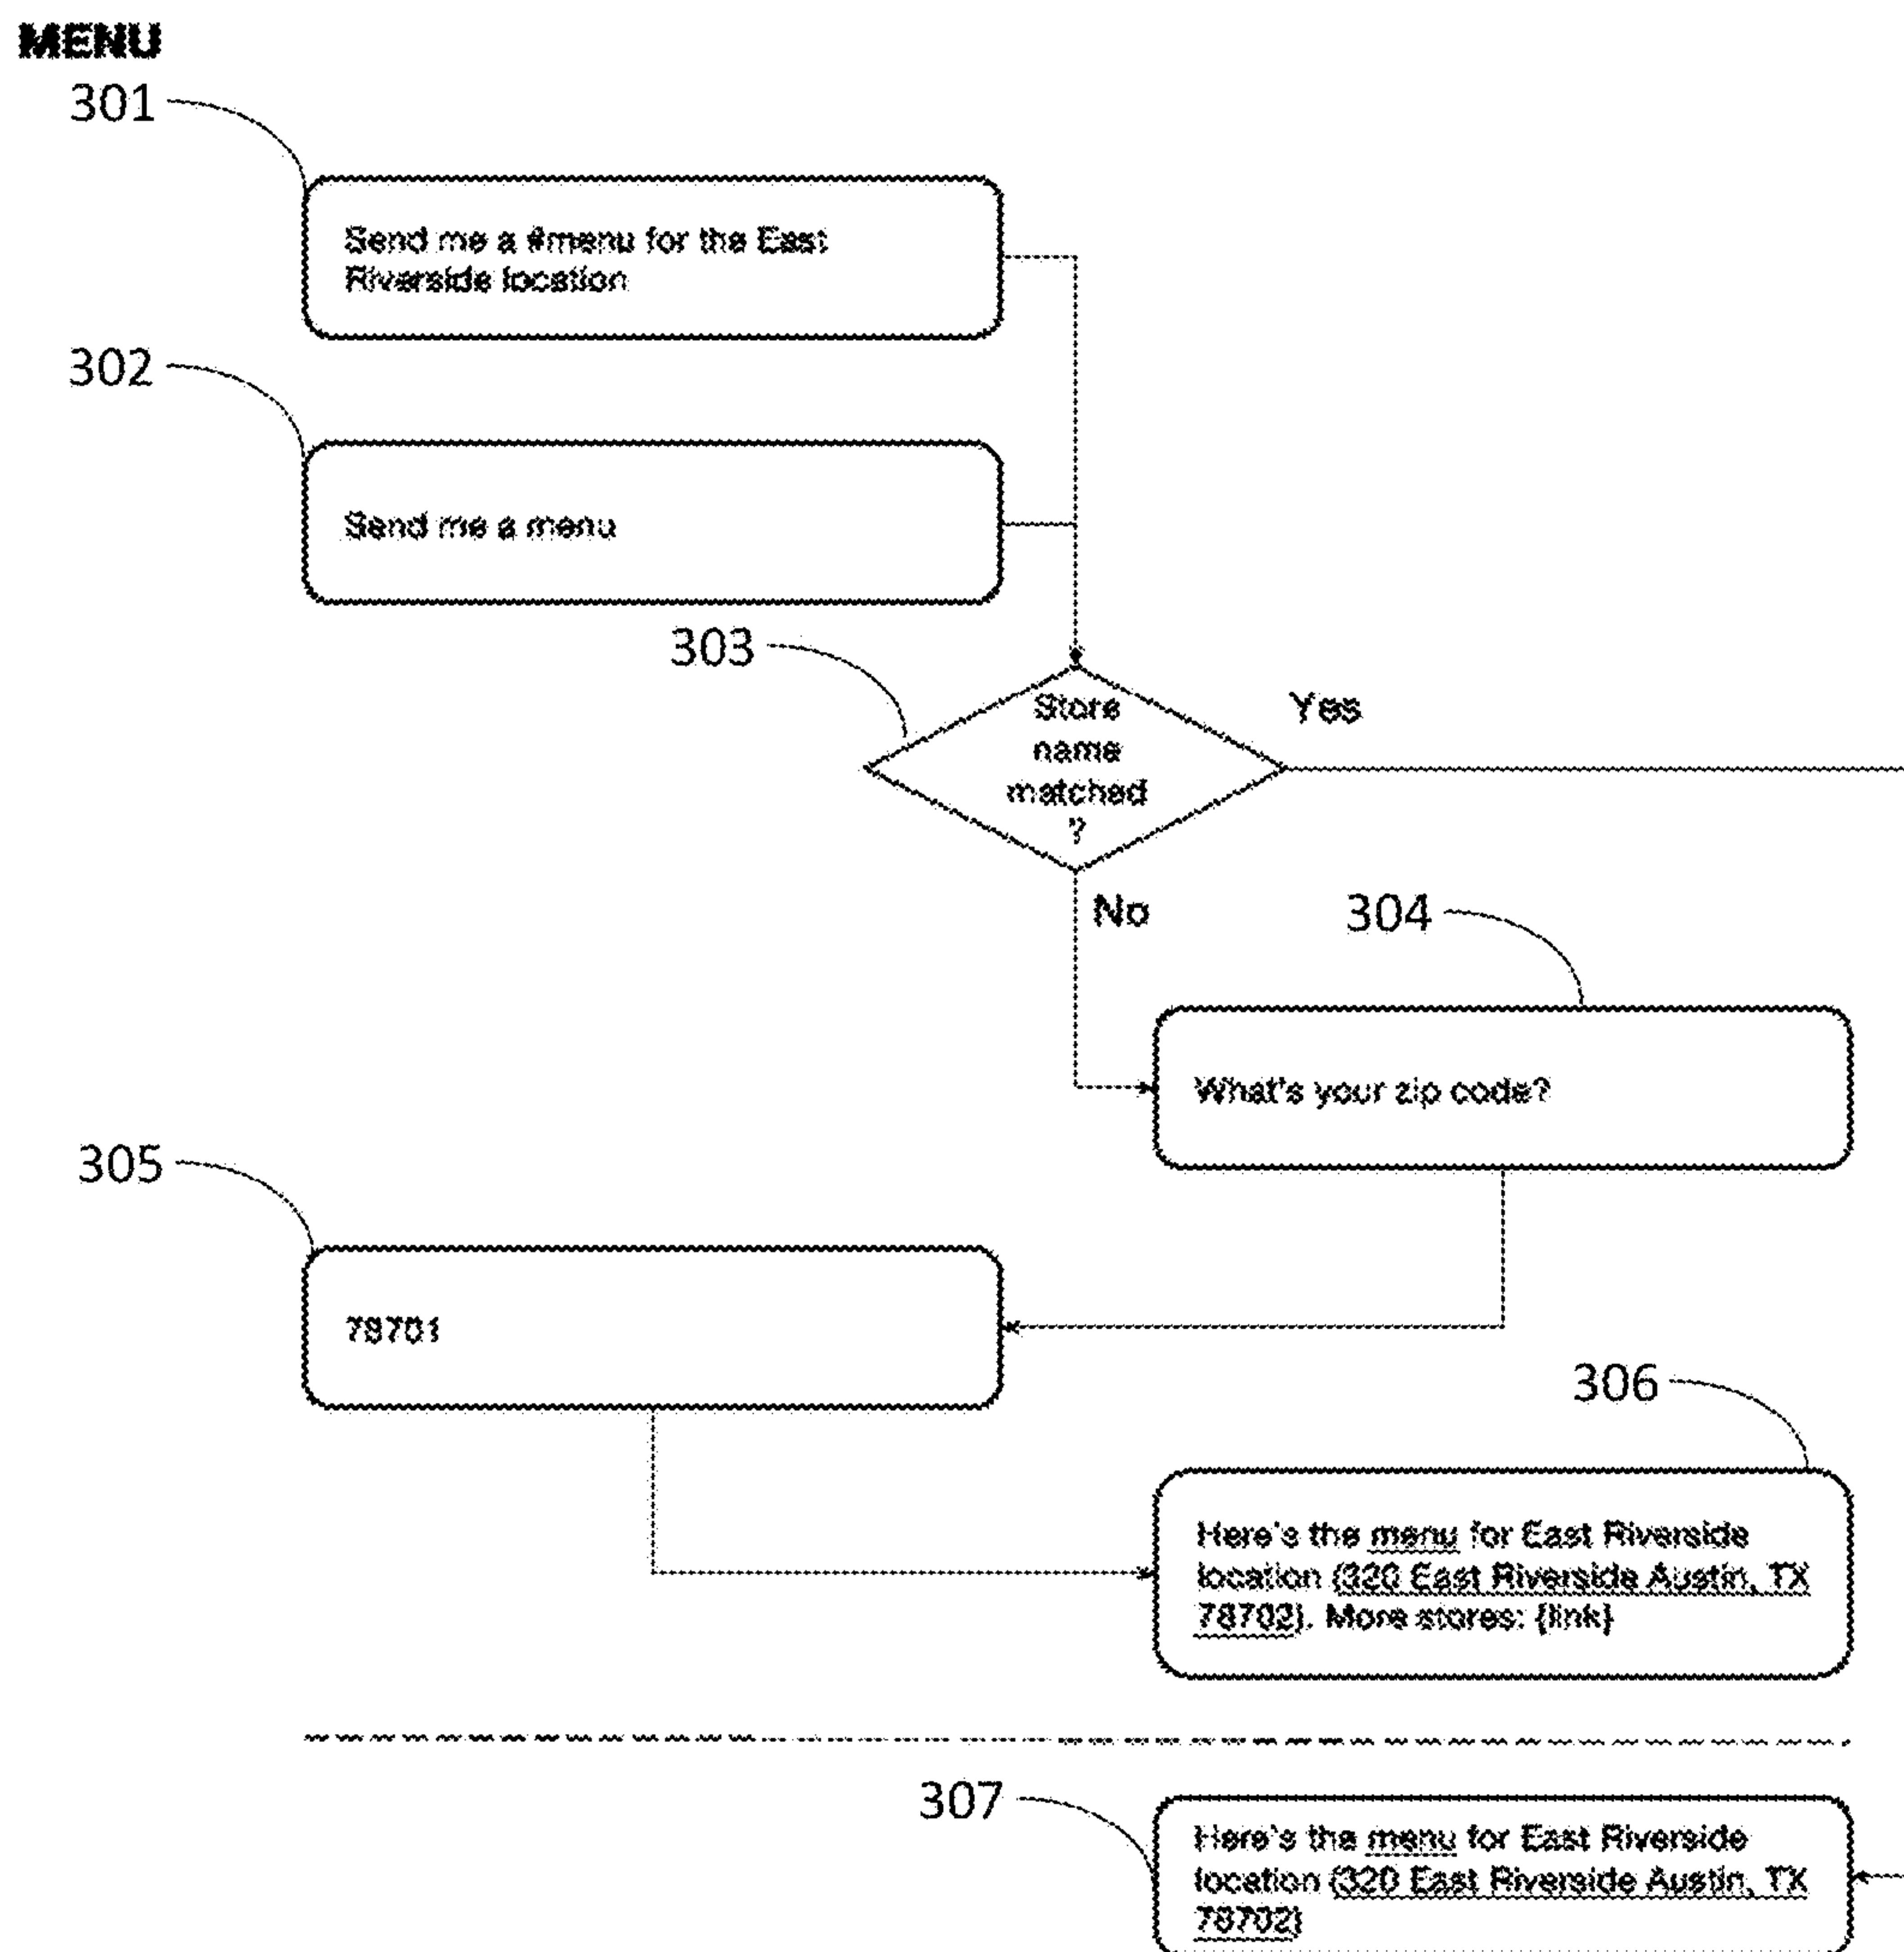 MENU
301
Send me a #menu for the East
Riverside location
302
Send me a menu
303
Store
name
matched
?
Yes
No
304
What's your zip code?
305
78701
306
Here's the menu for East Riverside
location (320 East Riverside Austin, TX
78702). More stores: {link}
307
Here's the menu for East Riverside
location (320 East Riverside Austin, TX
78702)